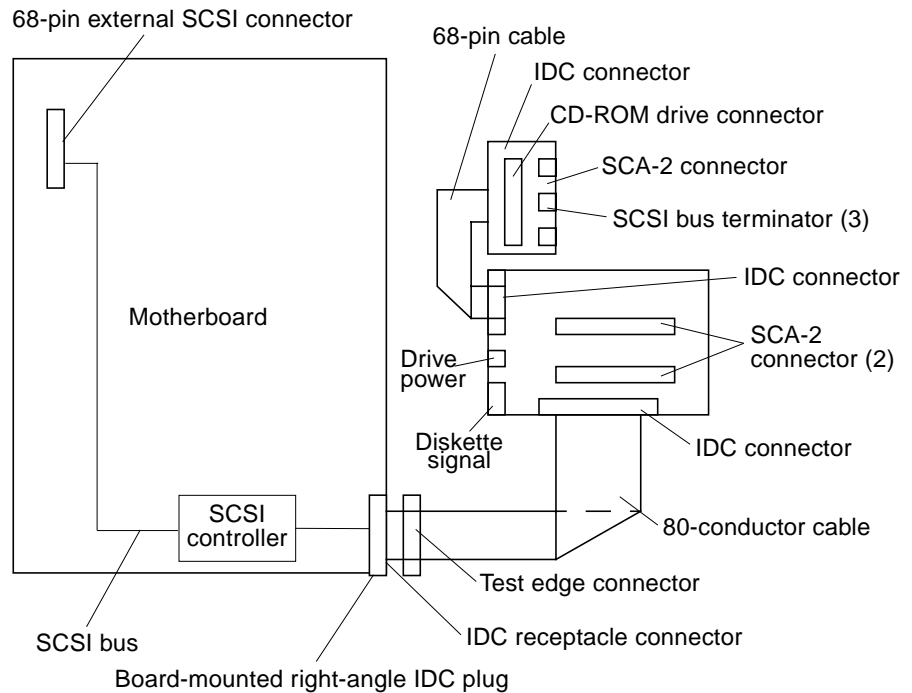 68-pin external SCSI connector
68-pin cable
IDC connector
CD-ROM drive connector
SCA-2 connector
SCSI bus terminator (3)
IDC connector
Motherboard
SCA-2
connector (2)
Drive
power
Diskette
signal
IDC connector
SCSI
controller
80-conductor cable
Test edge connector
IDC receptacle connector
SCSI bus
Board-mounted right-angle IDC plug